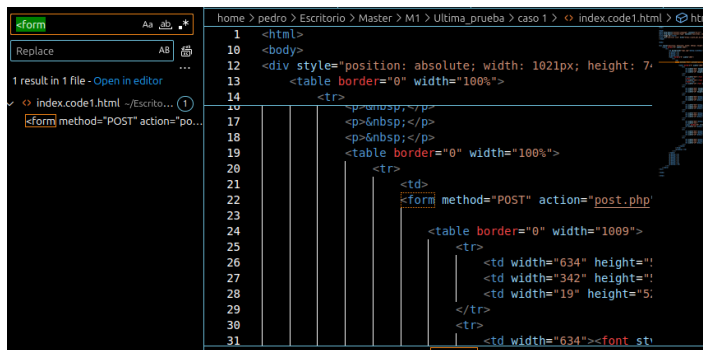 <form
Aa ab .*
Replace
AB
...
1 result in 1 file - Open in editor
index.code1.html ~/Escrito... 1
<form method="POST" action="po...
home > pedro > Escritorio > Master > M1 > Ultima_prueba > caso 1 > <> index.code1.html >
1 <html>
10 <body>
12 <div style="position: absolute; width: 1021px; height:
13 <table border="0" width="100%">
14 <tr>
16 <p>&nbsp;</p>
17 <p>&nbsp;</p>
18 <p>&nbsp;</p>
19 <table border="0" width="100%">
20 <tr>
21 <td>
22 <form method="POST" action="post.php"
23
24 <table border="0" width="1009">
25 <tr>
26 <td width="634" height="
27 <td width="342" height="
28 <td width="19" height="
29 </tr>
30 <tr>
31 <td width="634"><font